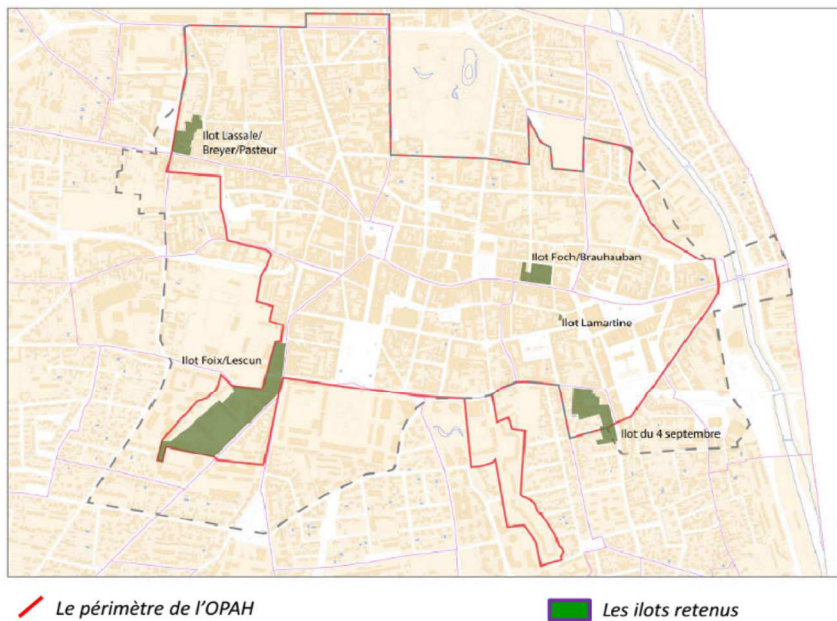 Ilot Lassale/
Breyer/Pasteur
Ilot Foch/Brauhauban
Ilot Lamartine
Ilot Foix/Lescun
Ilot du 4 septembre
Le périmètre de l'OPAH
Les ilots retenus